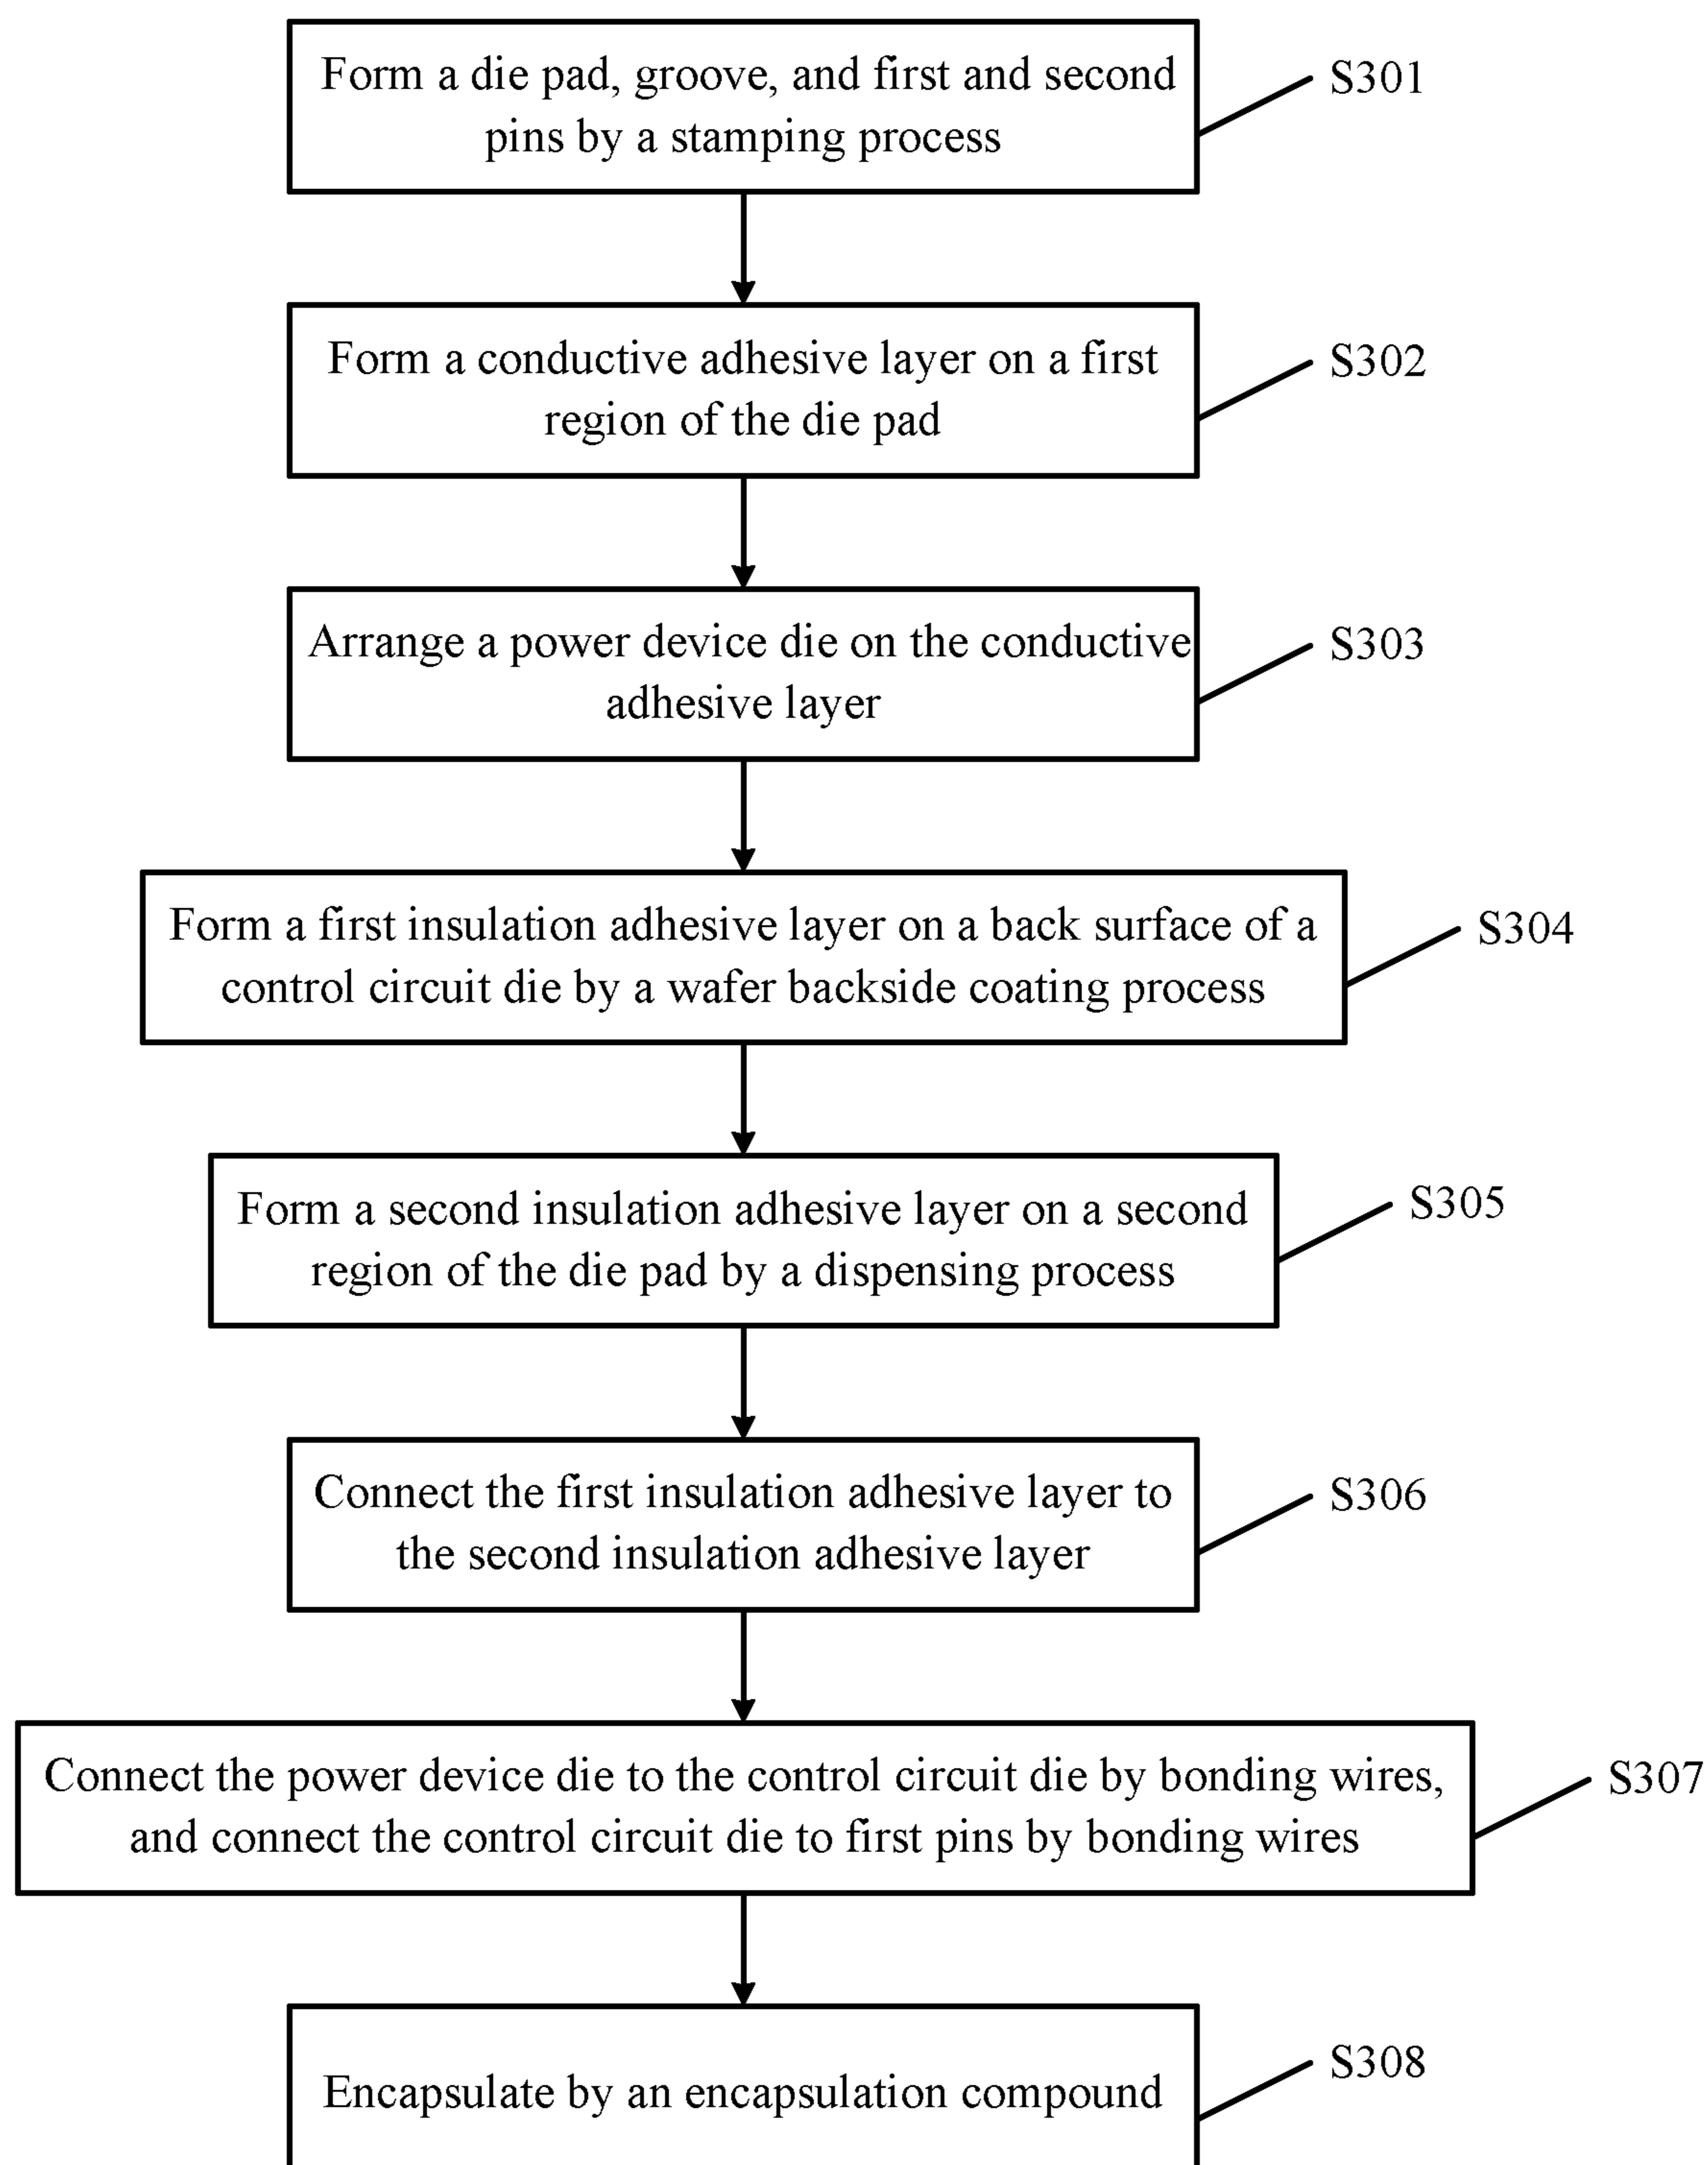 Form a die pad, groove, and first and second
pins by a stamping process
S301
Form a conductive adhesive layer on a first
region of the die pad
S302
Arrange a power device die on the conductive
adhesive layer
S303
Form a first insulation adhesive layer on a back surface of a
control circuit die by a wafer backside coating process
S304
Form a second insulation adhesive layer on a second
region of the die pad by a dispensing process
S305
Connect the first insulation adhesive layer to
the second insulation adhesive layer
S306
Connect the power device die to the control circuit die by bonding wires,
and connect the control circuit die to first pins by bonding wires
S307
Encapsulate by an encapsulation compound
S308